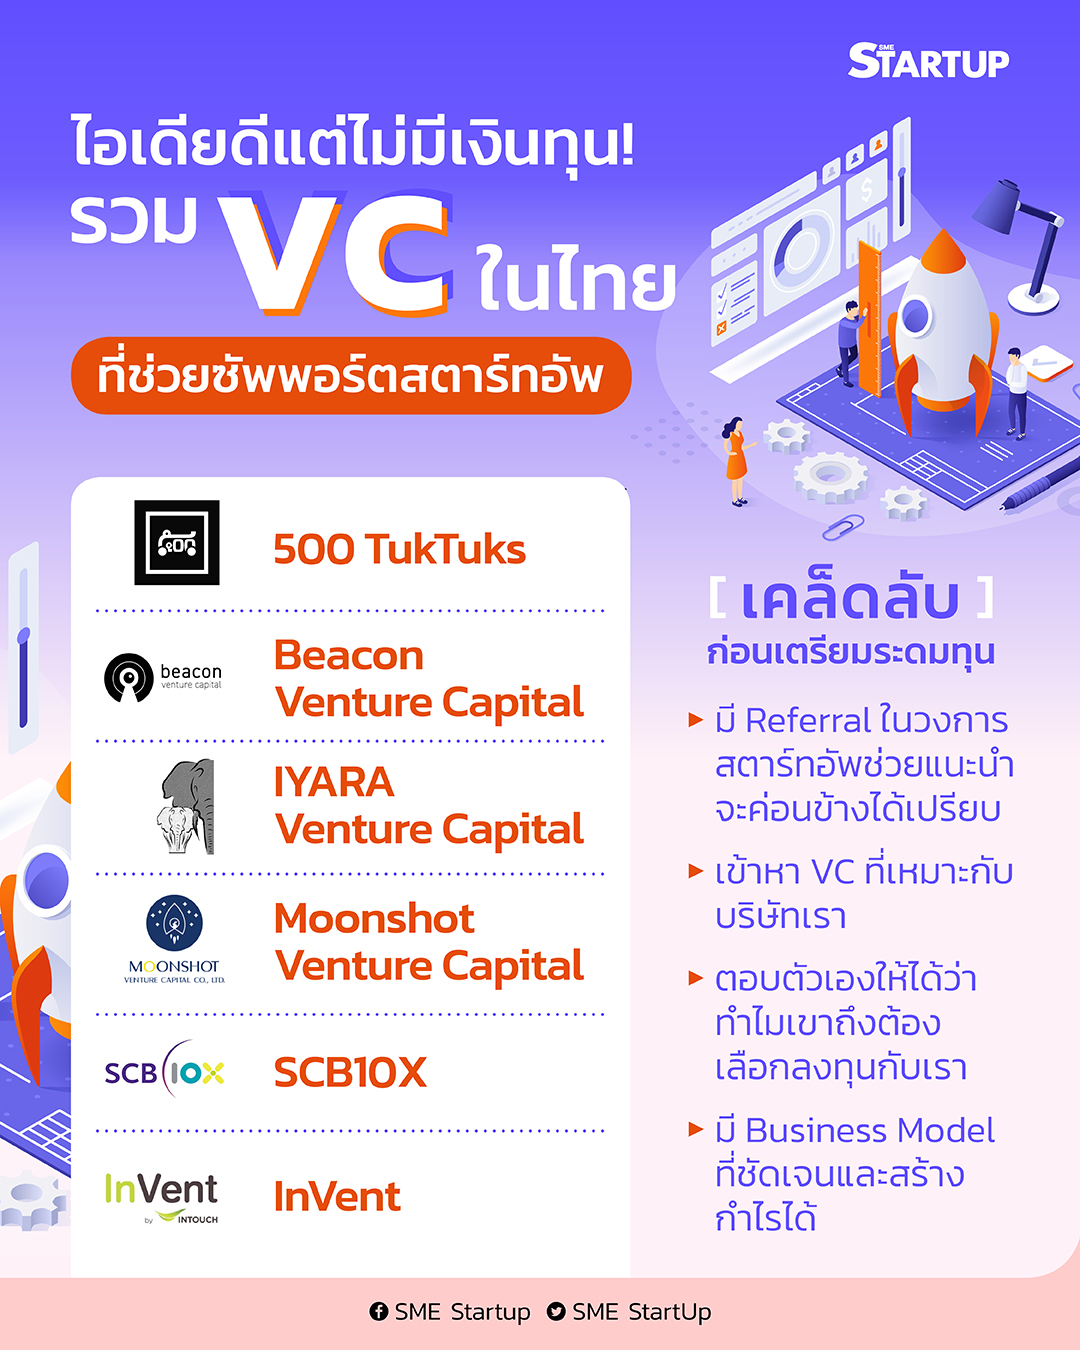 SME
STARTUP
ไอเดียดีแต่ไม่มีเงินทุน!
รวม VC ในไทย
ที่ช่วยซัพพอร์ตสตาร์ทอัพ
500 TukTuks
beacon
venture capital
Beacon
Venture Capital
IYARA
Venture Capital
MOONSHOT
VENTURE CAPITAL CO., LTD.
Moonshot
Venture Capital
SCB 10X
SCB10X
InVent
by INTOUCH
InVent
[ เคล็ดลับ ]
ก่อนเตรียมระดมทุน
มี Referral ในวงการ
สตาร์ทอัพช่วยแนะนำ
จะค่อนข้างได้เปรียบ
เข้าหา VC ที่เหมาะกับ
บริษัทเรา
ตอบตัวเองให้ได้ว่า
ทำไมเขาถึงต้อง
เลือกลงทุนกับเรา
มี Business Model
ที่ชัดเจนและสร้าง
กำไรได้
SME Startup SME StartUp